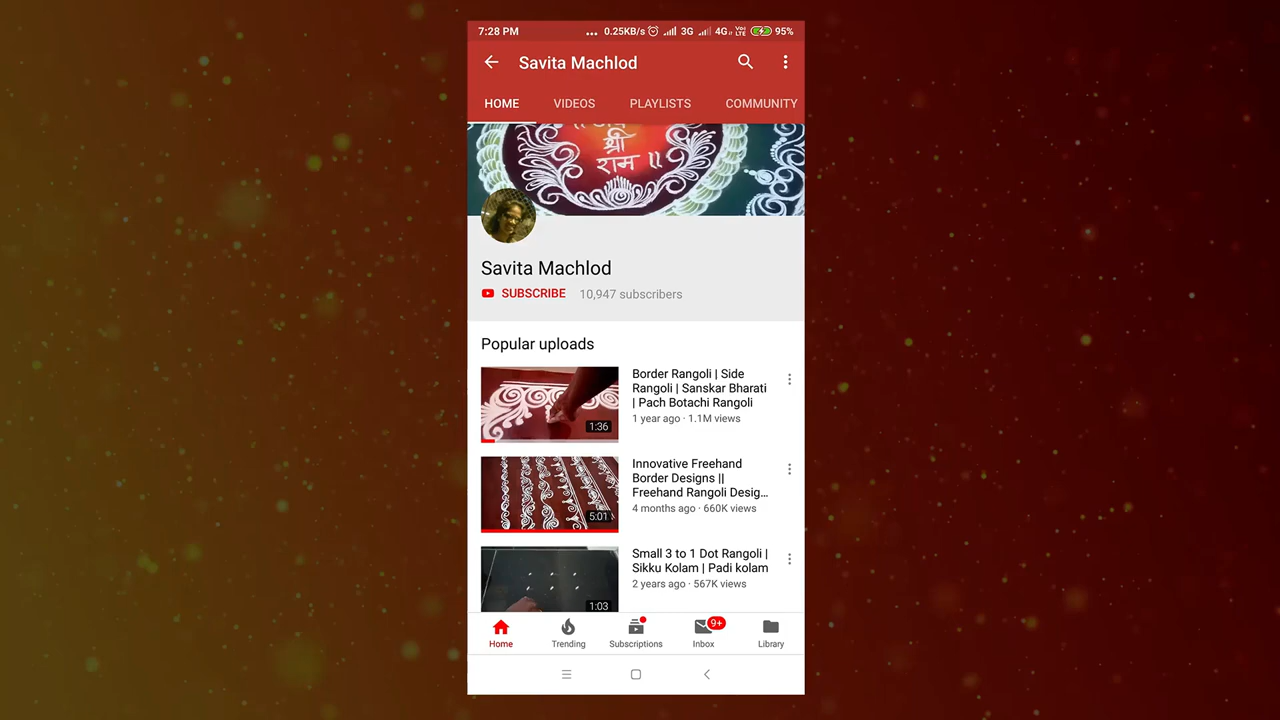 7:28 PM ... 0.25KB/s 3G 4G VoLTE 95%
Savita Machlod
HOME VIDEOS PLAYLISTS COMMUNITY
श्री
राम ॥
Savita Machlod
SUBSCRIBE 10,947 subscribers
Popular uploads
Border Rangoli | Side
Rangoli | Sanskar Bharati
| Pach Botachi Rangoli
1 year ago · 1.1M views
1:36
Innovative Freehand
Border Designs ||
Freehand Rangoli Desig...
4 months ago · 660K views
5:01
Small 3 to 1 Dot Rangoli |
Sikku Kolam | Padi kolam
2 years ago · 567K views
1:03
9+
Home Trending Subscriptions Inbox Library